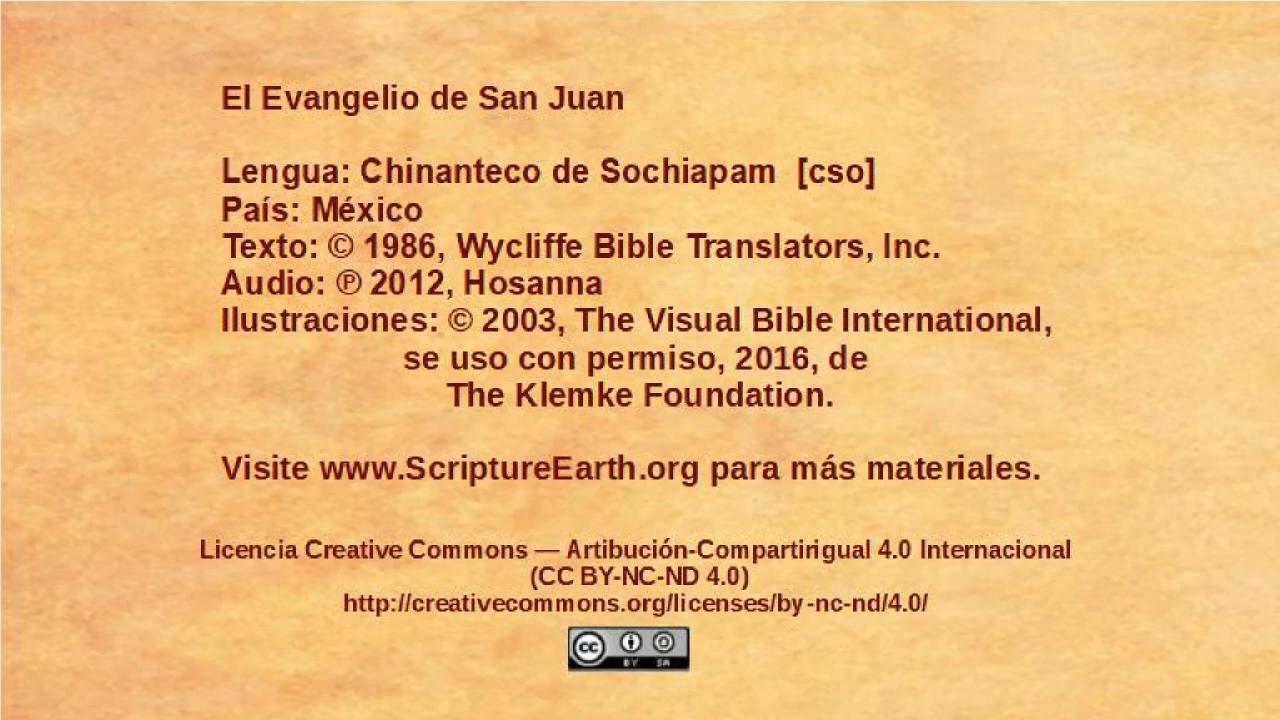 El Evangelio de San Juan
Lengua: Chinanteco de Sochiapam [cso]
País: México
Texto: © 1986, Wycliffe Bible Translators, Inc.
Audio: ℗ 2012, Hosanna
Ilustraciones: © 2003, The Visual Bible International,
se uso con permiso, 2016, de
The Klemke Foundation.
Visite www.ScriptureEarth.org para más materiales.
Licencia Creative Commons — Artibución-Compartirigual 4.0 Internacional
(CC BY-NC-ND 4.0)
http://creativecommons.org/licenses/by-nc-nd/4.0/
cc BY SA